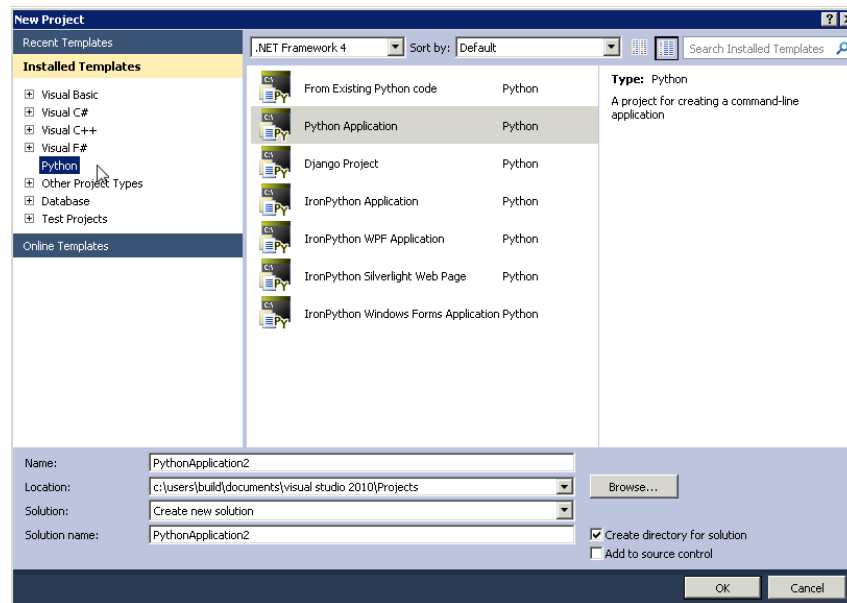 New Project
Recent Templates
Installed Templates
Visual Basic
Visual C#
Visual C++
Visual F#
Python
Other Project Types
Database
Test Projects
Online Templates
.NET Framework 4 Sort by: Default
Search Installed Templates
From Existing Python code Python
Python Application Python
Django Project Python
IronPython Application Python
IronPython WPF Application Python
IronPython Silverlight Web Page Python
IronPython Windows Forms Application Python
Type: Python
A project for creating a command-line
application
Name: PythonApplication2
Location: c:\users\build\documents\visual studio 2010\Projects Browse...
Solution: Create new solution
Solution name: PythonApplication2
Create directory for solution
Add to source control
OK Cancel